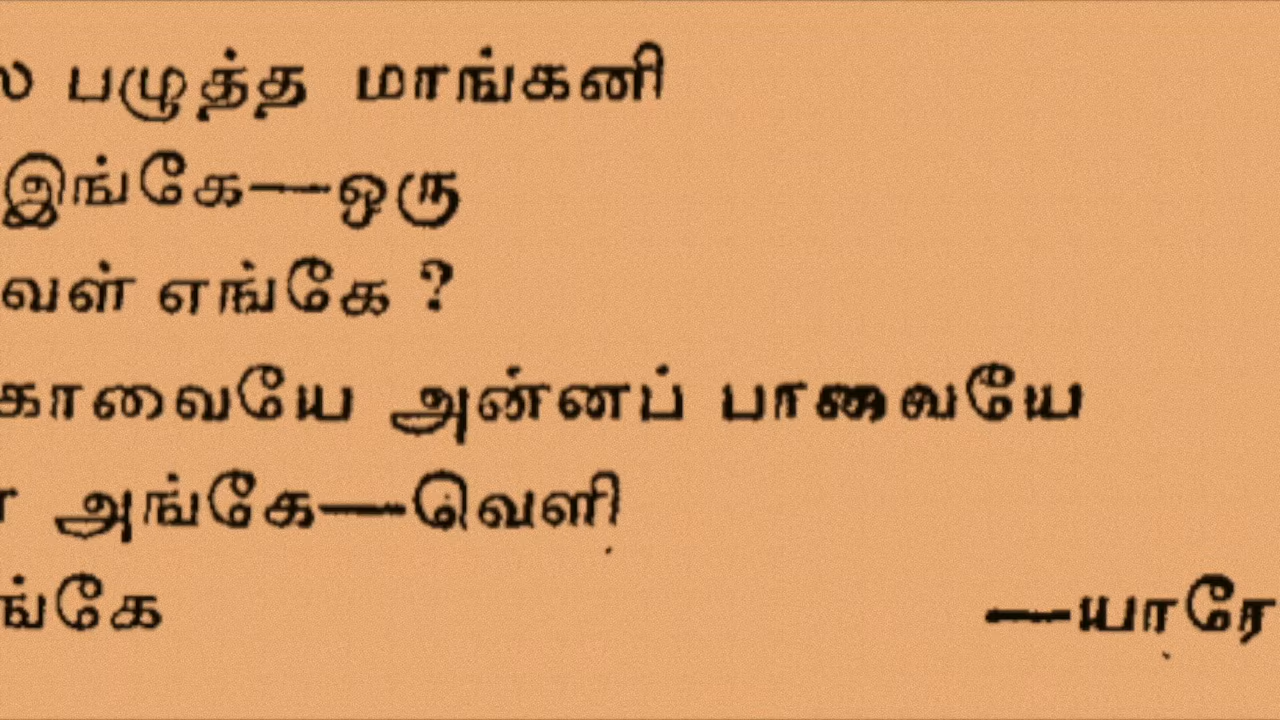 பழுத்த மாங்கனி
இங்கே—ஒரு
வள் எங்கே ?
காவையே அன்னப் பாவையே
அங்கே—வெளி
ங்கே —யாரே